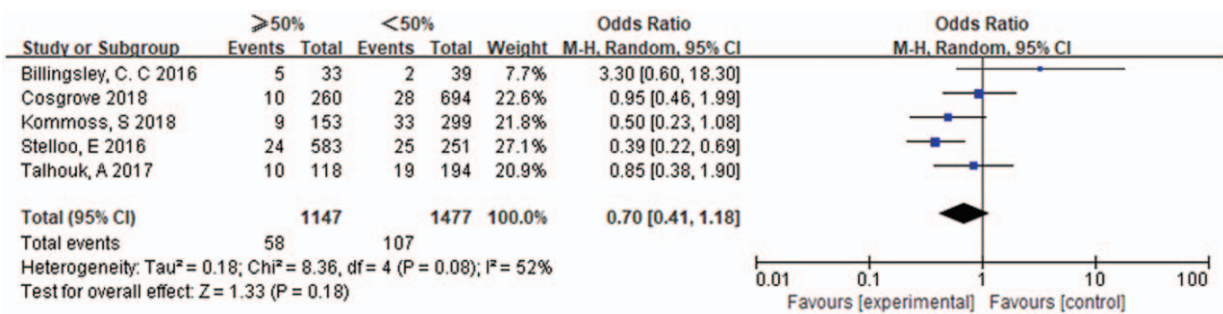 ⩾50% <50% Odds Ratio Odds Ratio
Study or Subgroup Events Total Events Total Weight M-H, Random, 95% CI M-H, Random, 95% CI
Billingsley, C. C 2016 5 33 2 39 7.7% 3.30 [0.60, 18.30]
Cosgrove 2018 10 260 28 694 22.6% 0.95 [0.46, 1.99]
Kommoss, S 2018 9 153 33 299 21.8% 0.50 [0.23, 1.08]
Stelloo, E 2016 24 583 25 251 27.1% 0.39 [0.22, 0.69]
Talhouk, A 2017 10 118 19 194 20.9% 0.85 [0.38, 1.90]
Total (95% CI) 1147 1477 100.0% 0.70 [0.41, 1.18]
Total events 58 107
Heterogeneity: Tau² = 0.18; Chi² = 8.36, df = 4 (P = 0.08); I² = 52%
Test for overall effect: Z = 1.33 (P = 0.18)
0.01 0.1 1 10 100
Favours [experimental] Favours [control]